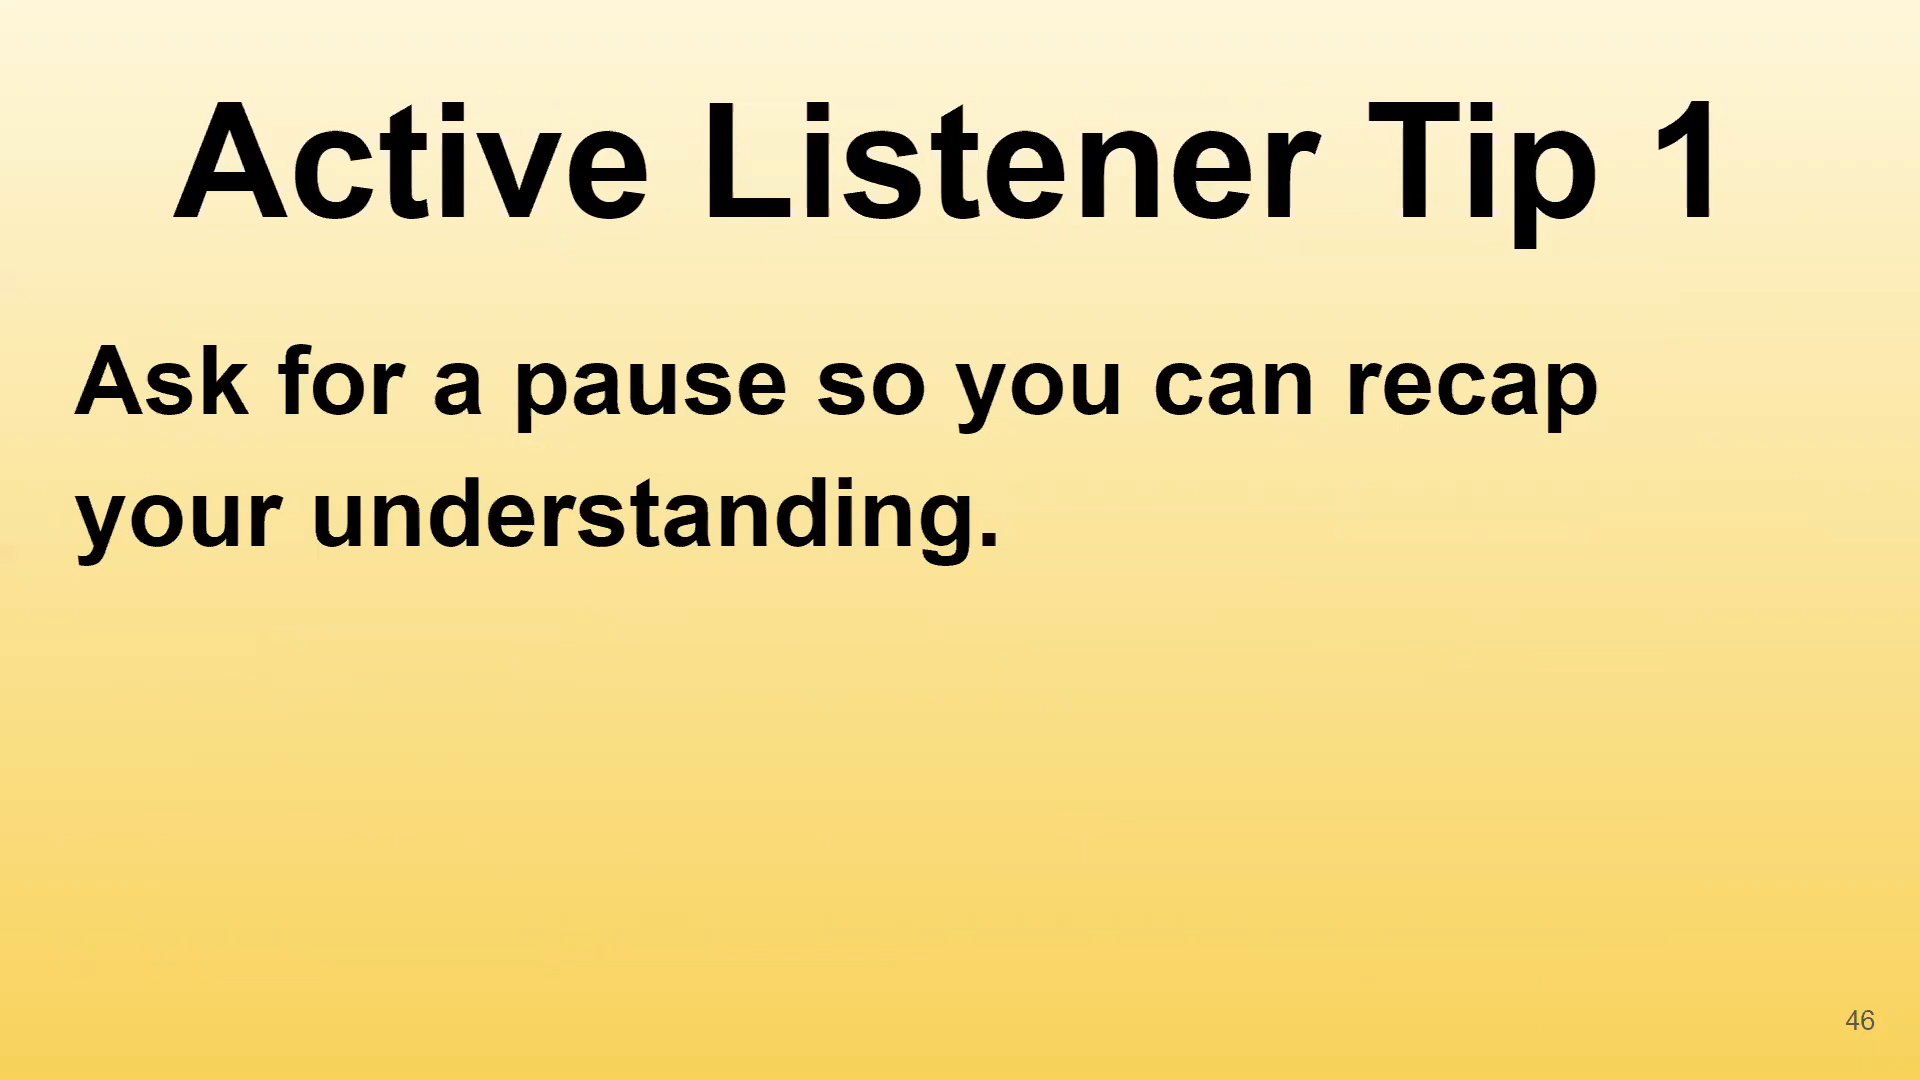 Active Listener Tip 1
Ask for a pause so you can recap
your understanding.
46